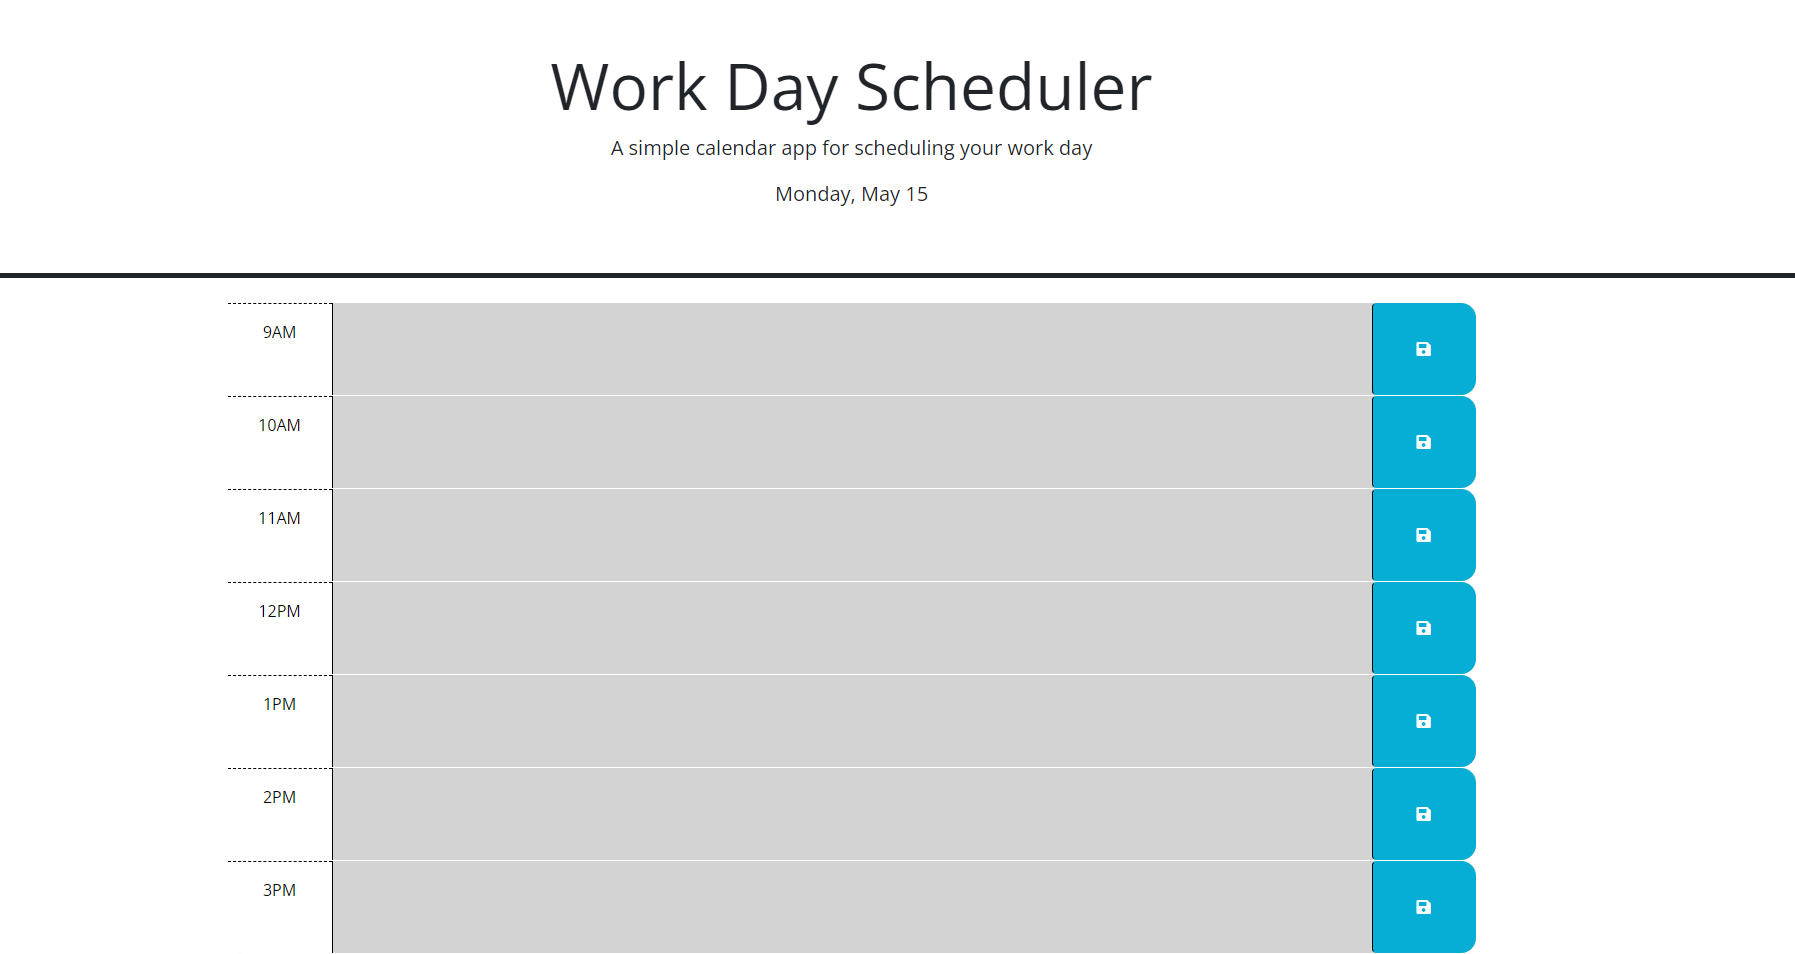 Work Day Scheduler
A simple calendar app for scheduling your work day
Monday, May 15
9AM
10AM
11AM
12PM
1PM
2PM
3PM